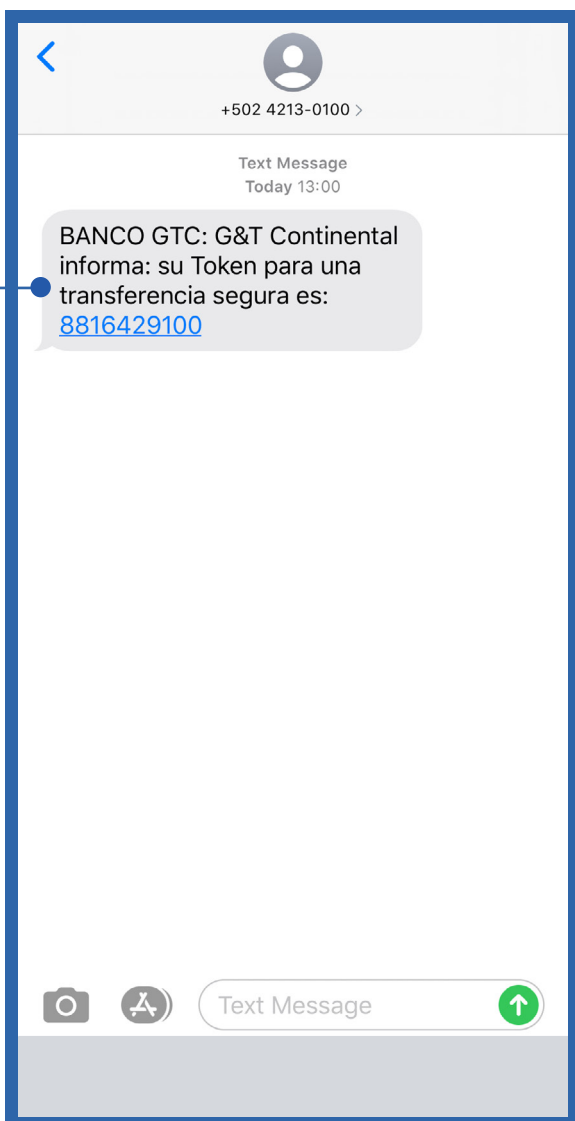 +502 4213-0100 >
Text Message
Today 13:00
BANCO GTC: G&T Continental
informa: su Token para una
transferencia segura es:
8816429100
Text Message